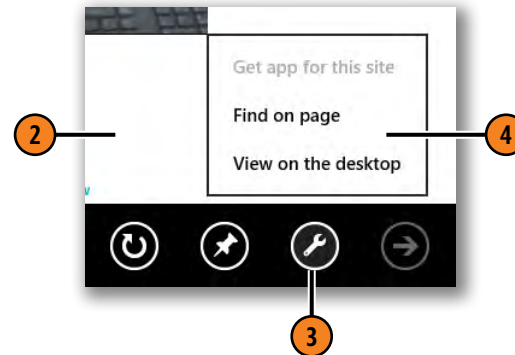 Get app for this site
Find on page
2
4
View on the desktop
3